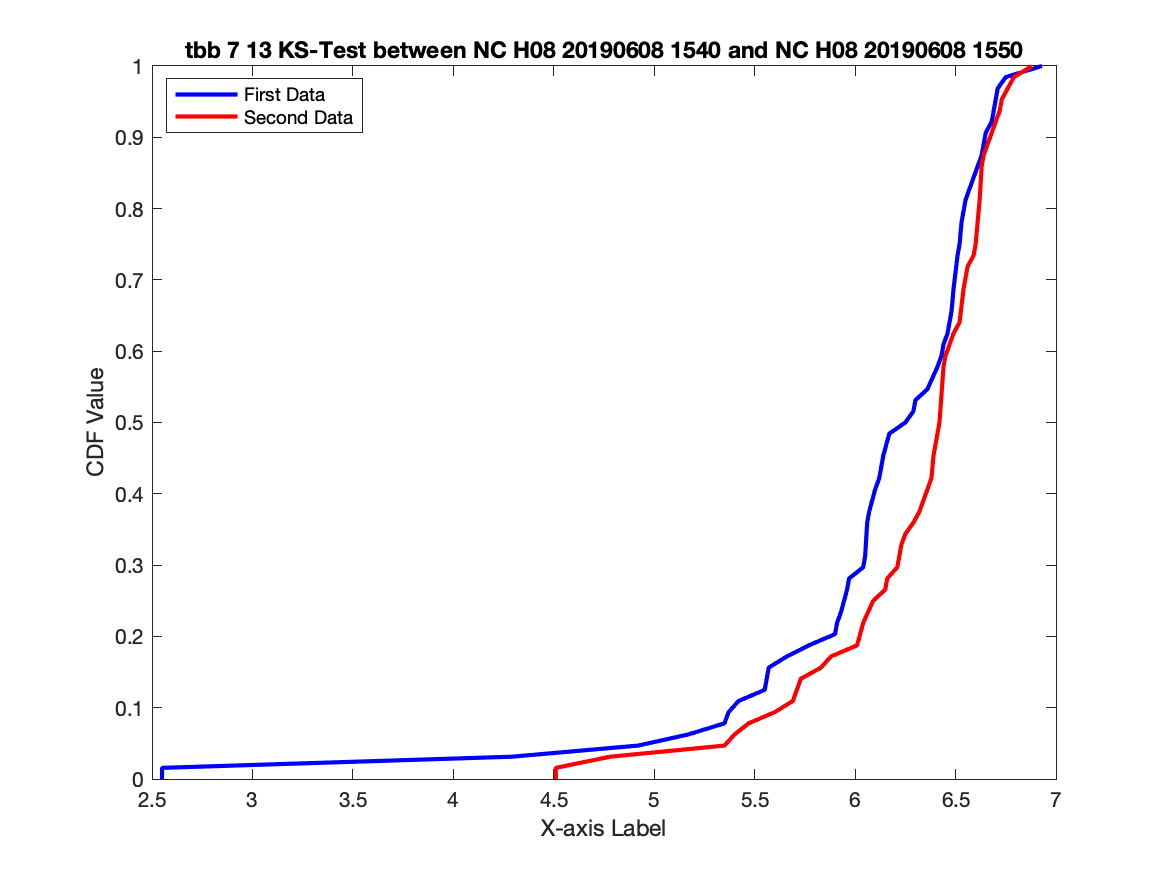 tbb 7 13 KS-Test between NC H08 20190608 1540 and NC H08 20190608 1550
First Data
Second Data
1
0.9
0.8
0.7
0.6
0.5
0.4
0.3
0.2
0.1
0
CDF Value
2.5 3 3.5 4 4.5 5 5.5 6 6.5 7
X-axis Label